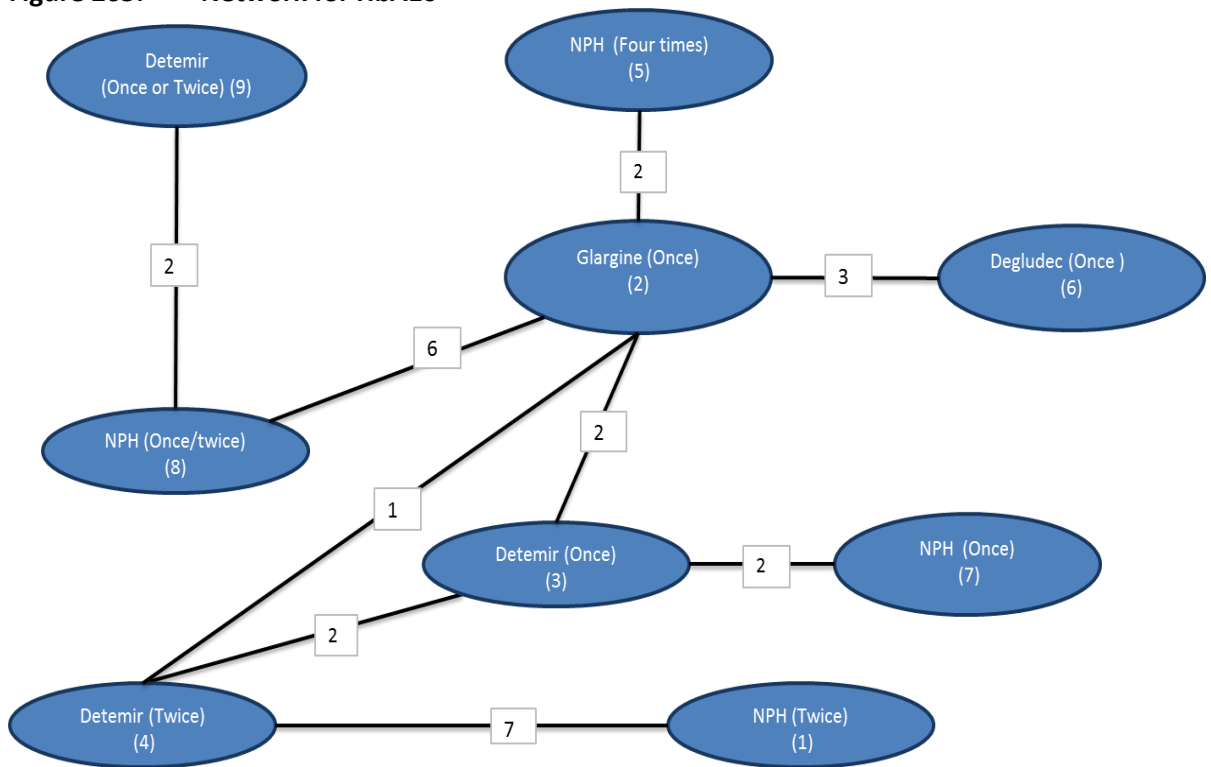 Detemir
(Once or Twice) (9)
NPH (Four times)
(5)
2
2
Glargine (Once)
(2)
3
Degludec (Once )
(6)
6
NPH (Once/twice)
(8)
2
1
Detemir (Once)
(3)
2
NPH (Once)
(7)
2
Detemir (Twice)
(4)
7
NPH (Twice)
(1)